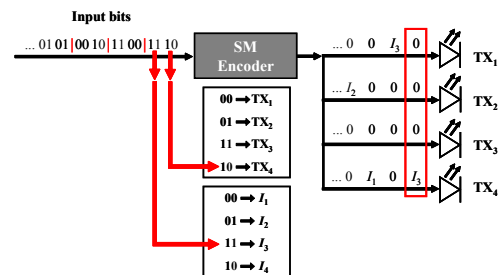 Input bits
... 01 01 | 00 10 | 11 00 | 11 10
SM
Encoder
00 → TX₁
01 → TX₂
11 → TX₃
10 → TX₄
00 → I₁
01 → I₂
11 → I₃
10 → I₄
... 0 0 I₃ 0 TX₁
... I₂ 0 0 0 TX₂
... 0 0 0 0 TX₃
... 0 I₁ 0 I₃ TX₄